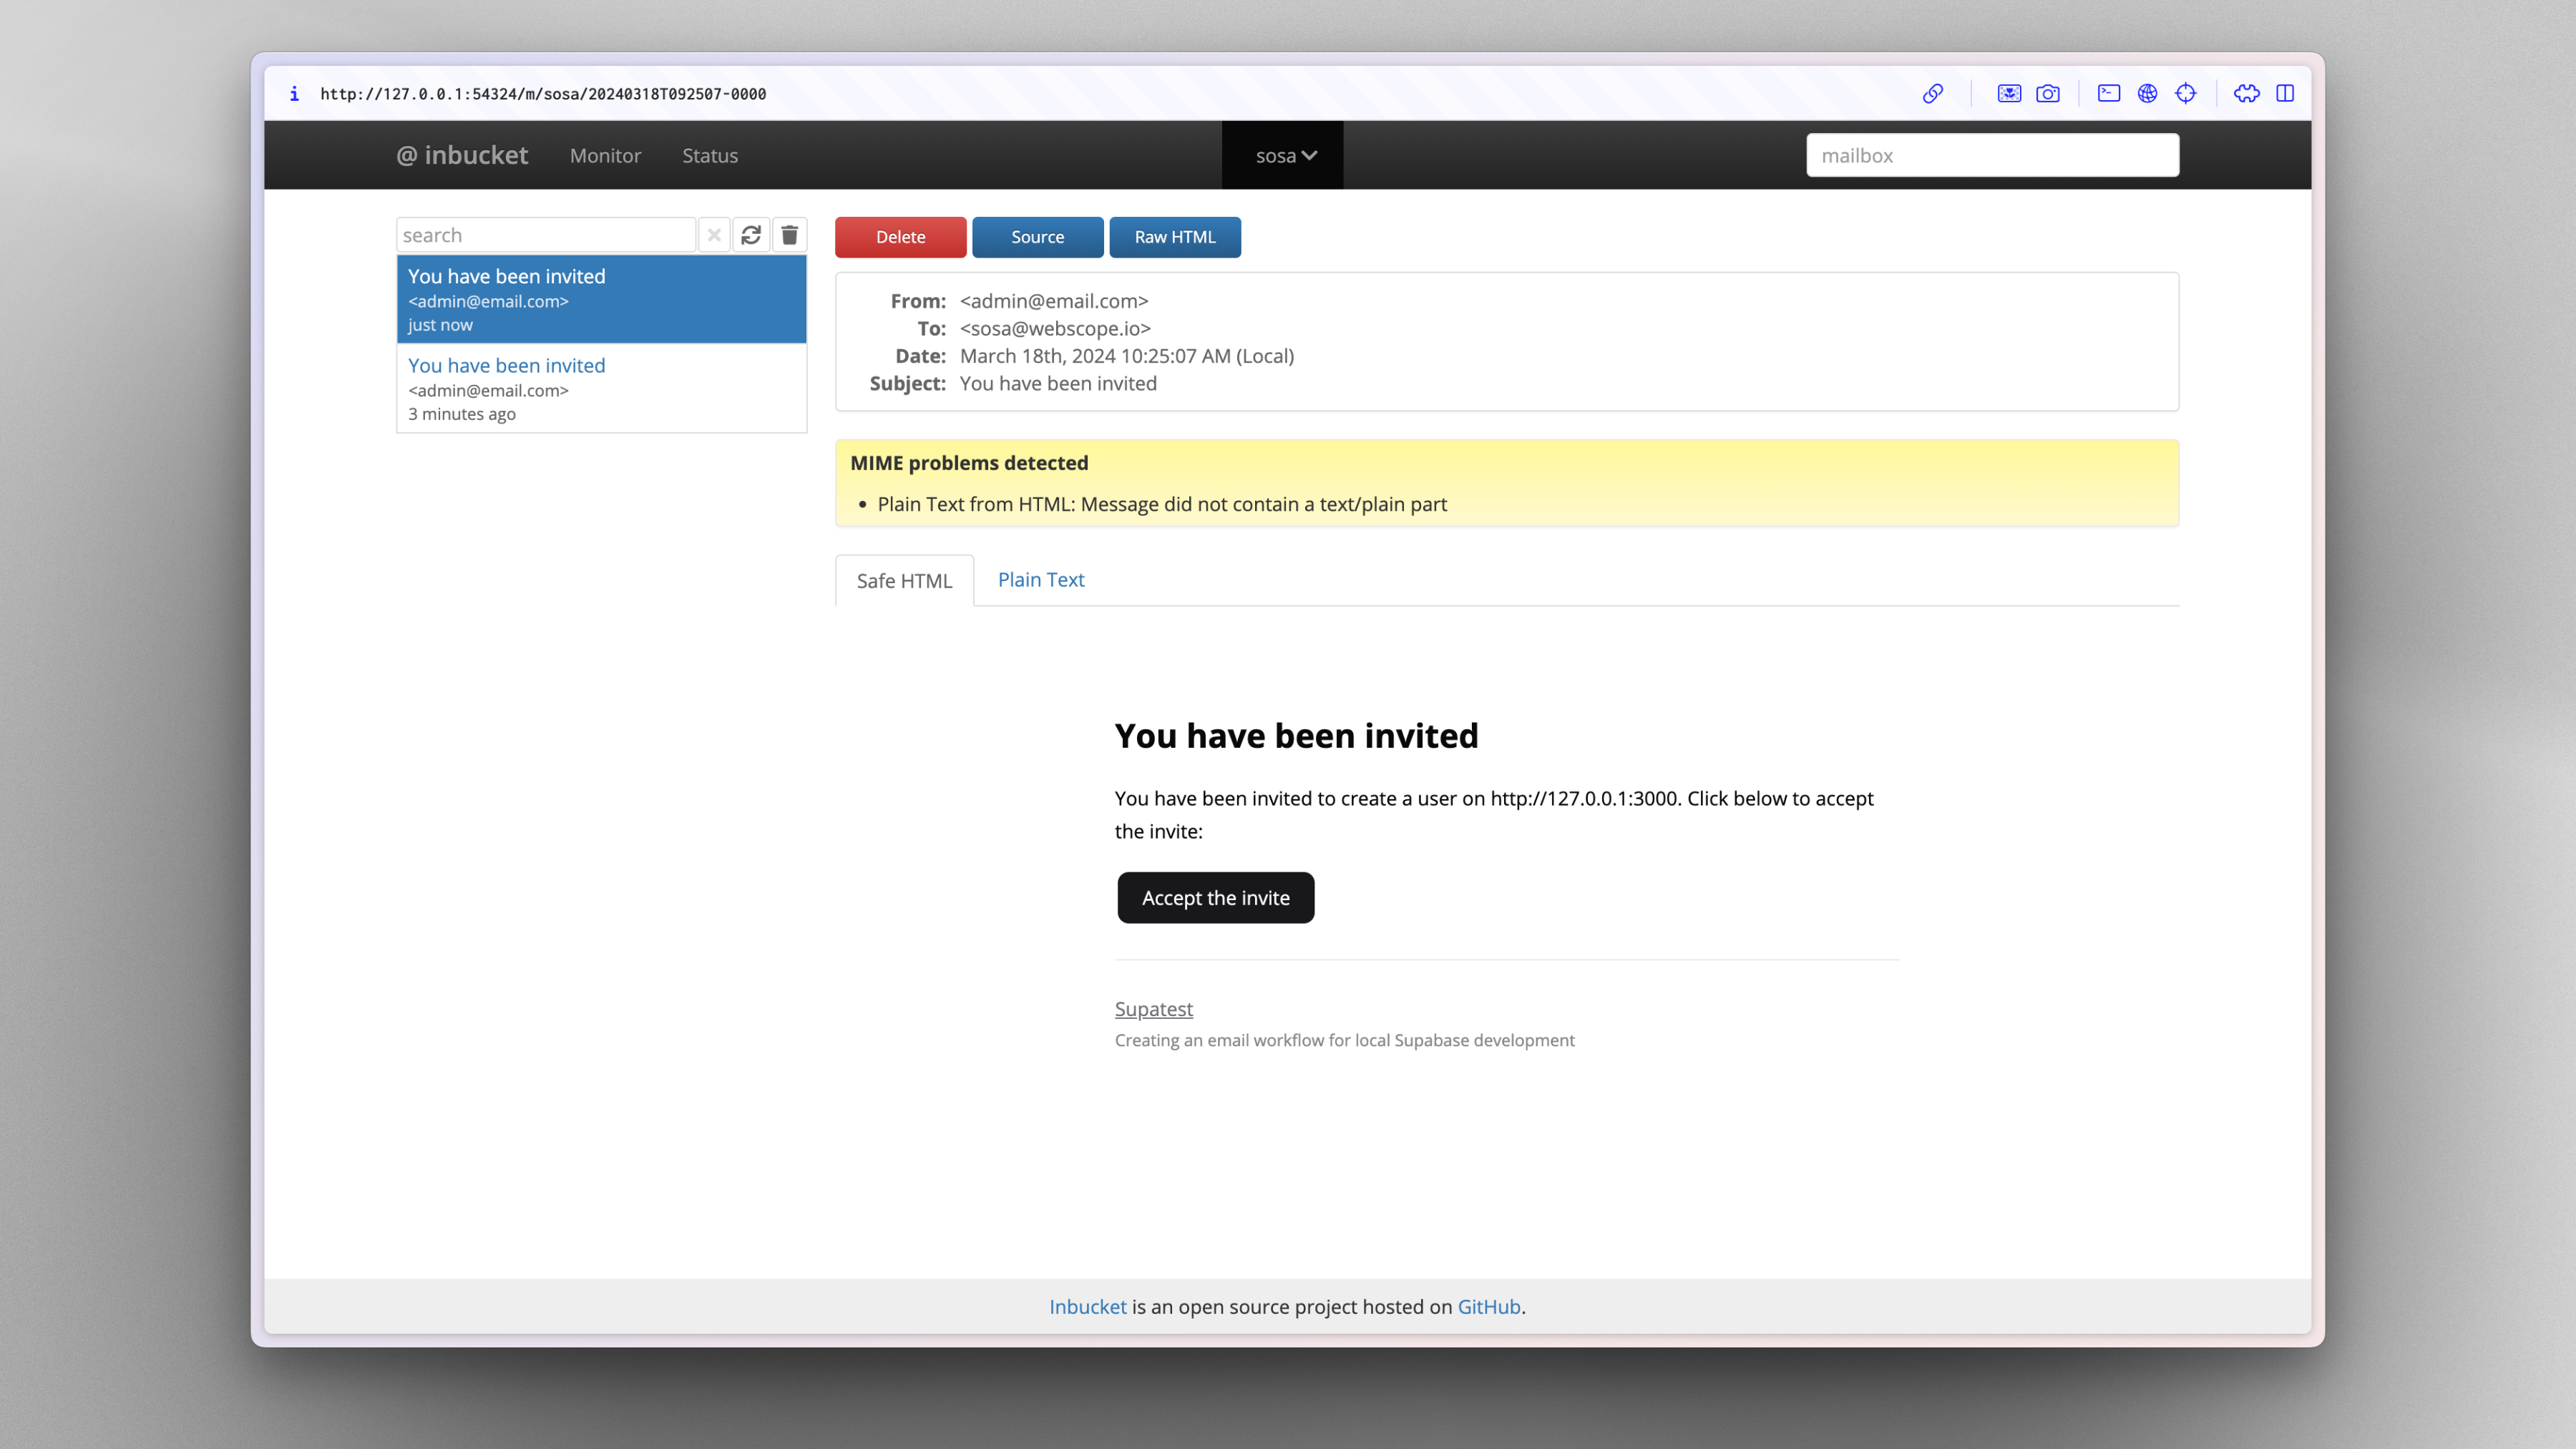 i http://127.0.0.1:54324/m/sosa/20240318T092507-0000
@ inbucket Monitor Status sosa mailbox
search
You have been invited
<admin@email.com>
just now
You have been invited
<admin@email.com>
3 minutes ago
Delete Source Raw HTML
From: <admin@email.com>
To: <sosa@webscope.io>
Date: March 18th, 2024 10:25:07 AM (Local)
Subject: You have been invited
MIME problems detected
• Plain Text from HTML: Message did not contain a text/plain part
Safe HTML Plain Text
You have been invited
You have been invited to create a user on http://127.0.0.1:3000. Click below to accept
the invite:
Accept the invite
Supatest
Creating an email workflow for local Supabase development
Inbucket is an open source project hosted on GitHub.